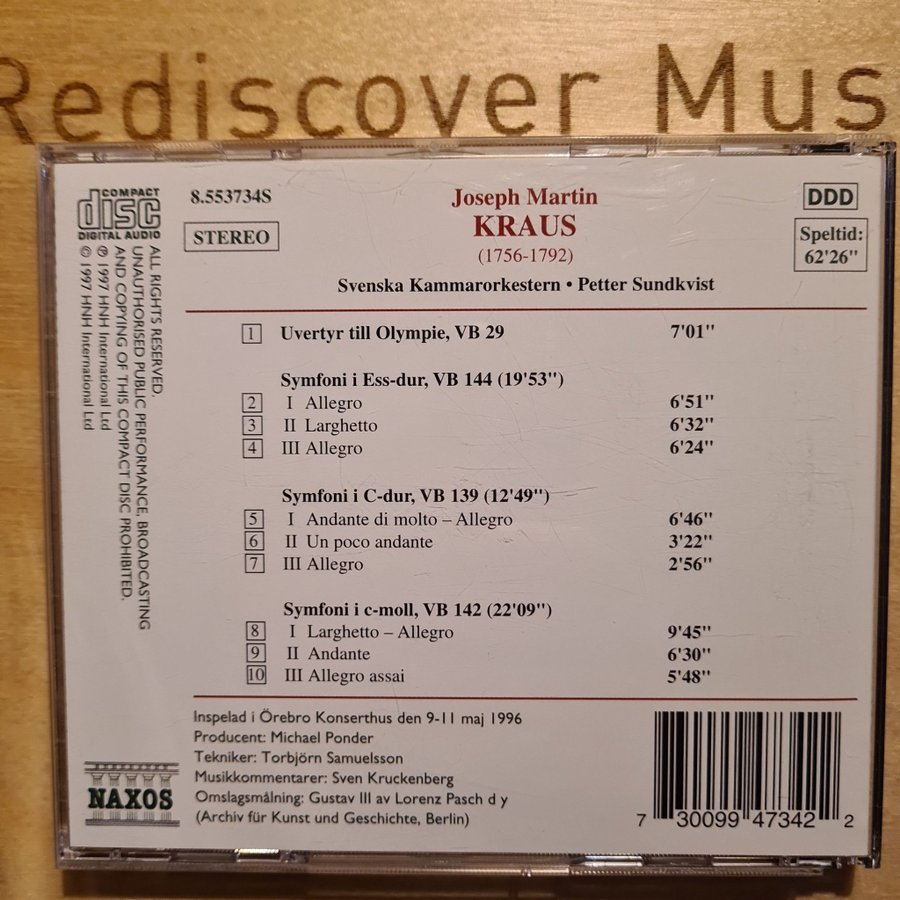 Rediscover Mus
COMPACT
disc
DIGITAL AUDIO
8.553734S
STEREO
Joseph Martin
KRAUS
(1756-1792)
Svenska Kammarorkestern • Petter Sundkvist
DDD
Speltid:
62'26"
ALL RIGHTS RESERVED.
UNAUTHORISED PUBLIC PERFORMANCE, BROADCASTING
AND COPYING OF THIS COMPACT DISC PROHIBITED.
℗ 1997 HNH International Ltd
© 1997 HNH International Ltd
1 Uvertyr till Olympie, VB 29 7'01"
Symfoni i Ess-dur, VB 144 (19'53")
2 I Allegro 6'51"
3 II Larghetto 6'32"
4 III Allegro 6'24"
Symfoni i C-dur, VB 139 (12'49")
5 I Andante di molto – Allegro 6'46"
6 II Un poco andante 3'22"
7 III Allegro 2'56"
Symfoni i c-moll, VB 142 (22'09")
8 I Larghetto – Allegro 9'45"
9 II Andante 6'30"
10 III Allegro assai 5'48"
Inspelad i Örebro Konserthus den 9-11 maj 1996
Producent: Michael Ponder
Tekniker: Torbjörn Samuelsson
Musikkommentarer: Sven Kruckenberg
Omslagsmålning: Gustav III av Lorenz Pasch d y
(Archiv für Kunst und Geschichte, Berlin)
NAXOS
7 30099 47342 2